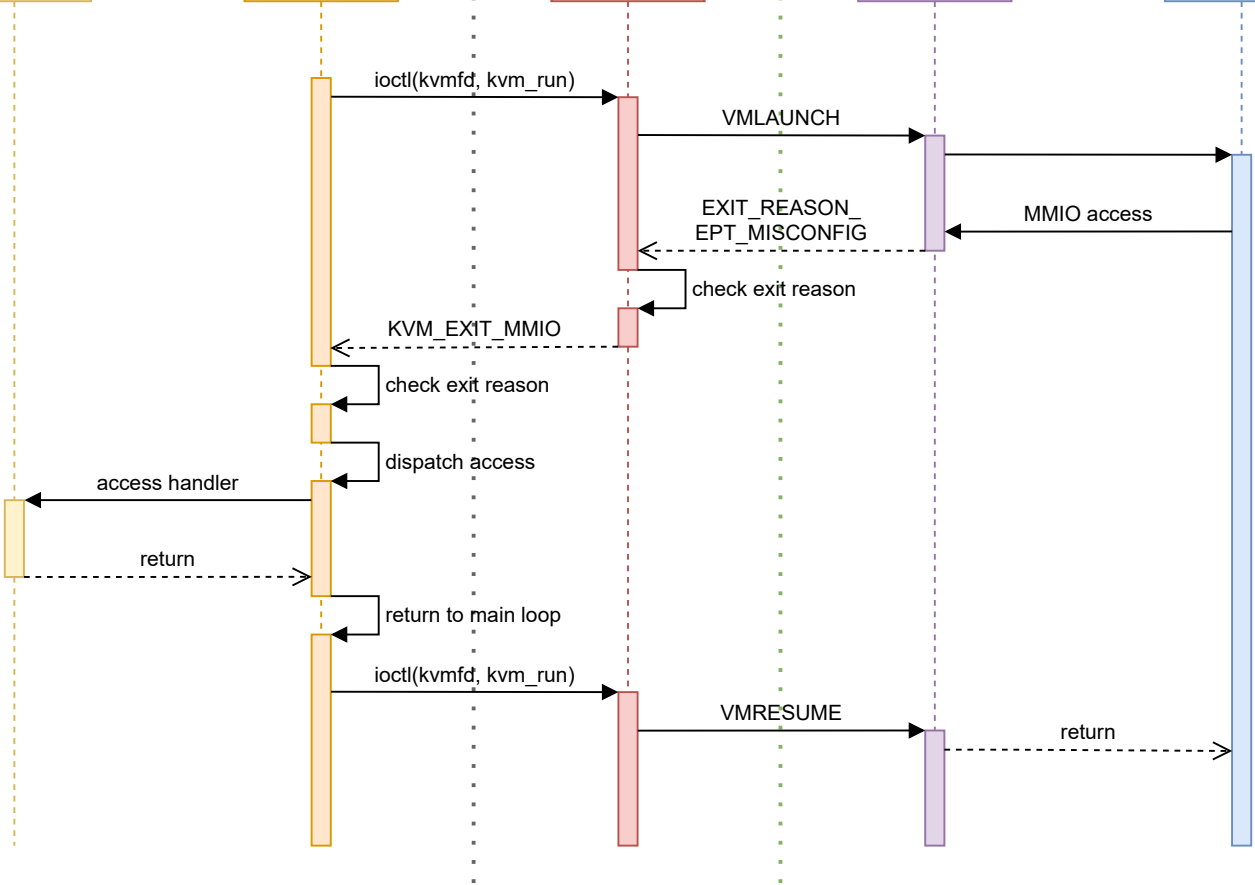 ioctl(kvmfd, kvm_run)
VMLAUNCH
EXIT_REASON_
EPT_MISCONFIG
MMIO access
check exit reason
KVM_EXIT_MMIO
check exit reason
dispatch access
access handler
return
return to main loop
ioctl(kvmfd, kvm_run)
VMRESUME
return